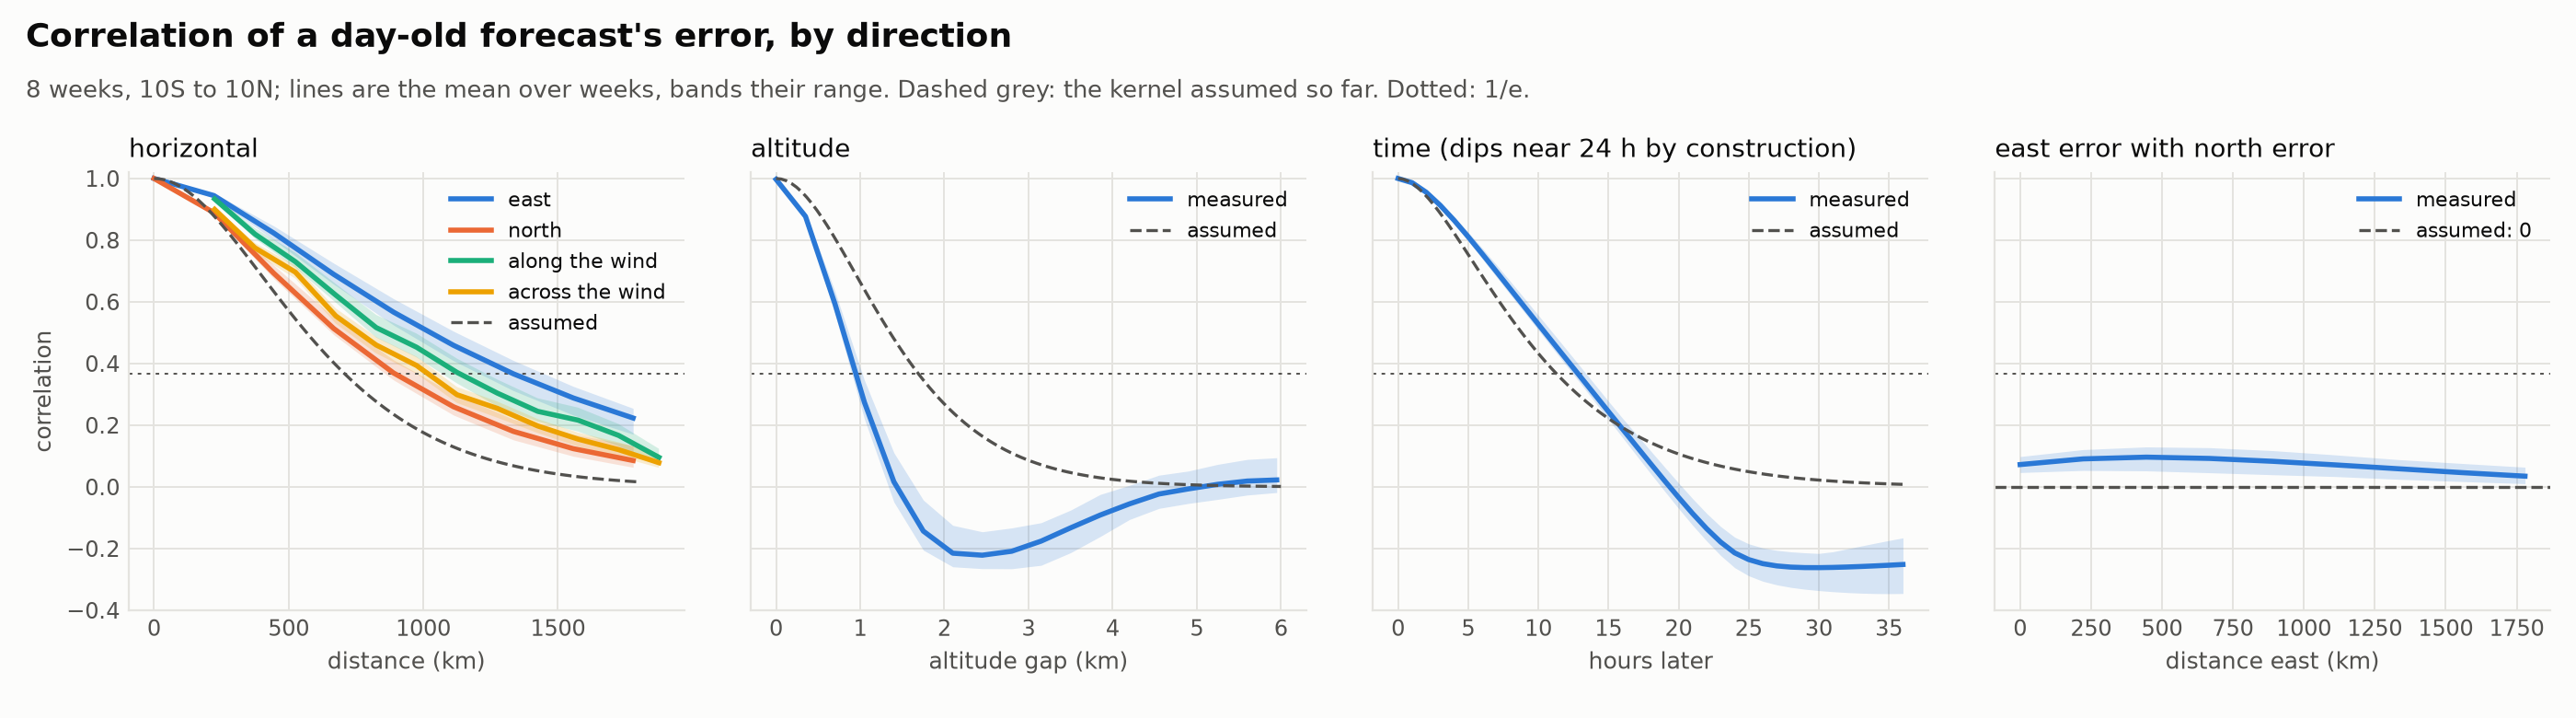 Correlation of a day-old forecast's error, by direction
8 weeks, 10S to 10N; lines are the mean over weeks, bands their range. Dashed grey: the kernel assumed so far. Dotted: 1/e.
horizontal
correlation
1.0
0.8
0.6
0.4
0.2
0.0
−0.2
−0.4
east
north
along the wind
across the wind
assumed
0 500 1000 1500
distance (km)
altitude
measured
assumed
0 1 2 3 4 5 6
altitude gap (km)
time (dips near 24 h by construction)
measured
assumed
0 5 10 15 20 25 30 35
hours later
east error with north error
measured
assumed: 0
0 250 500 750 1000 1250 1500 1750
distance east (km)